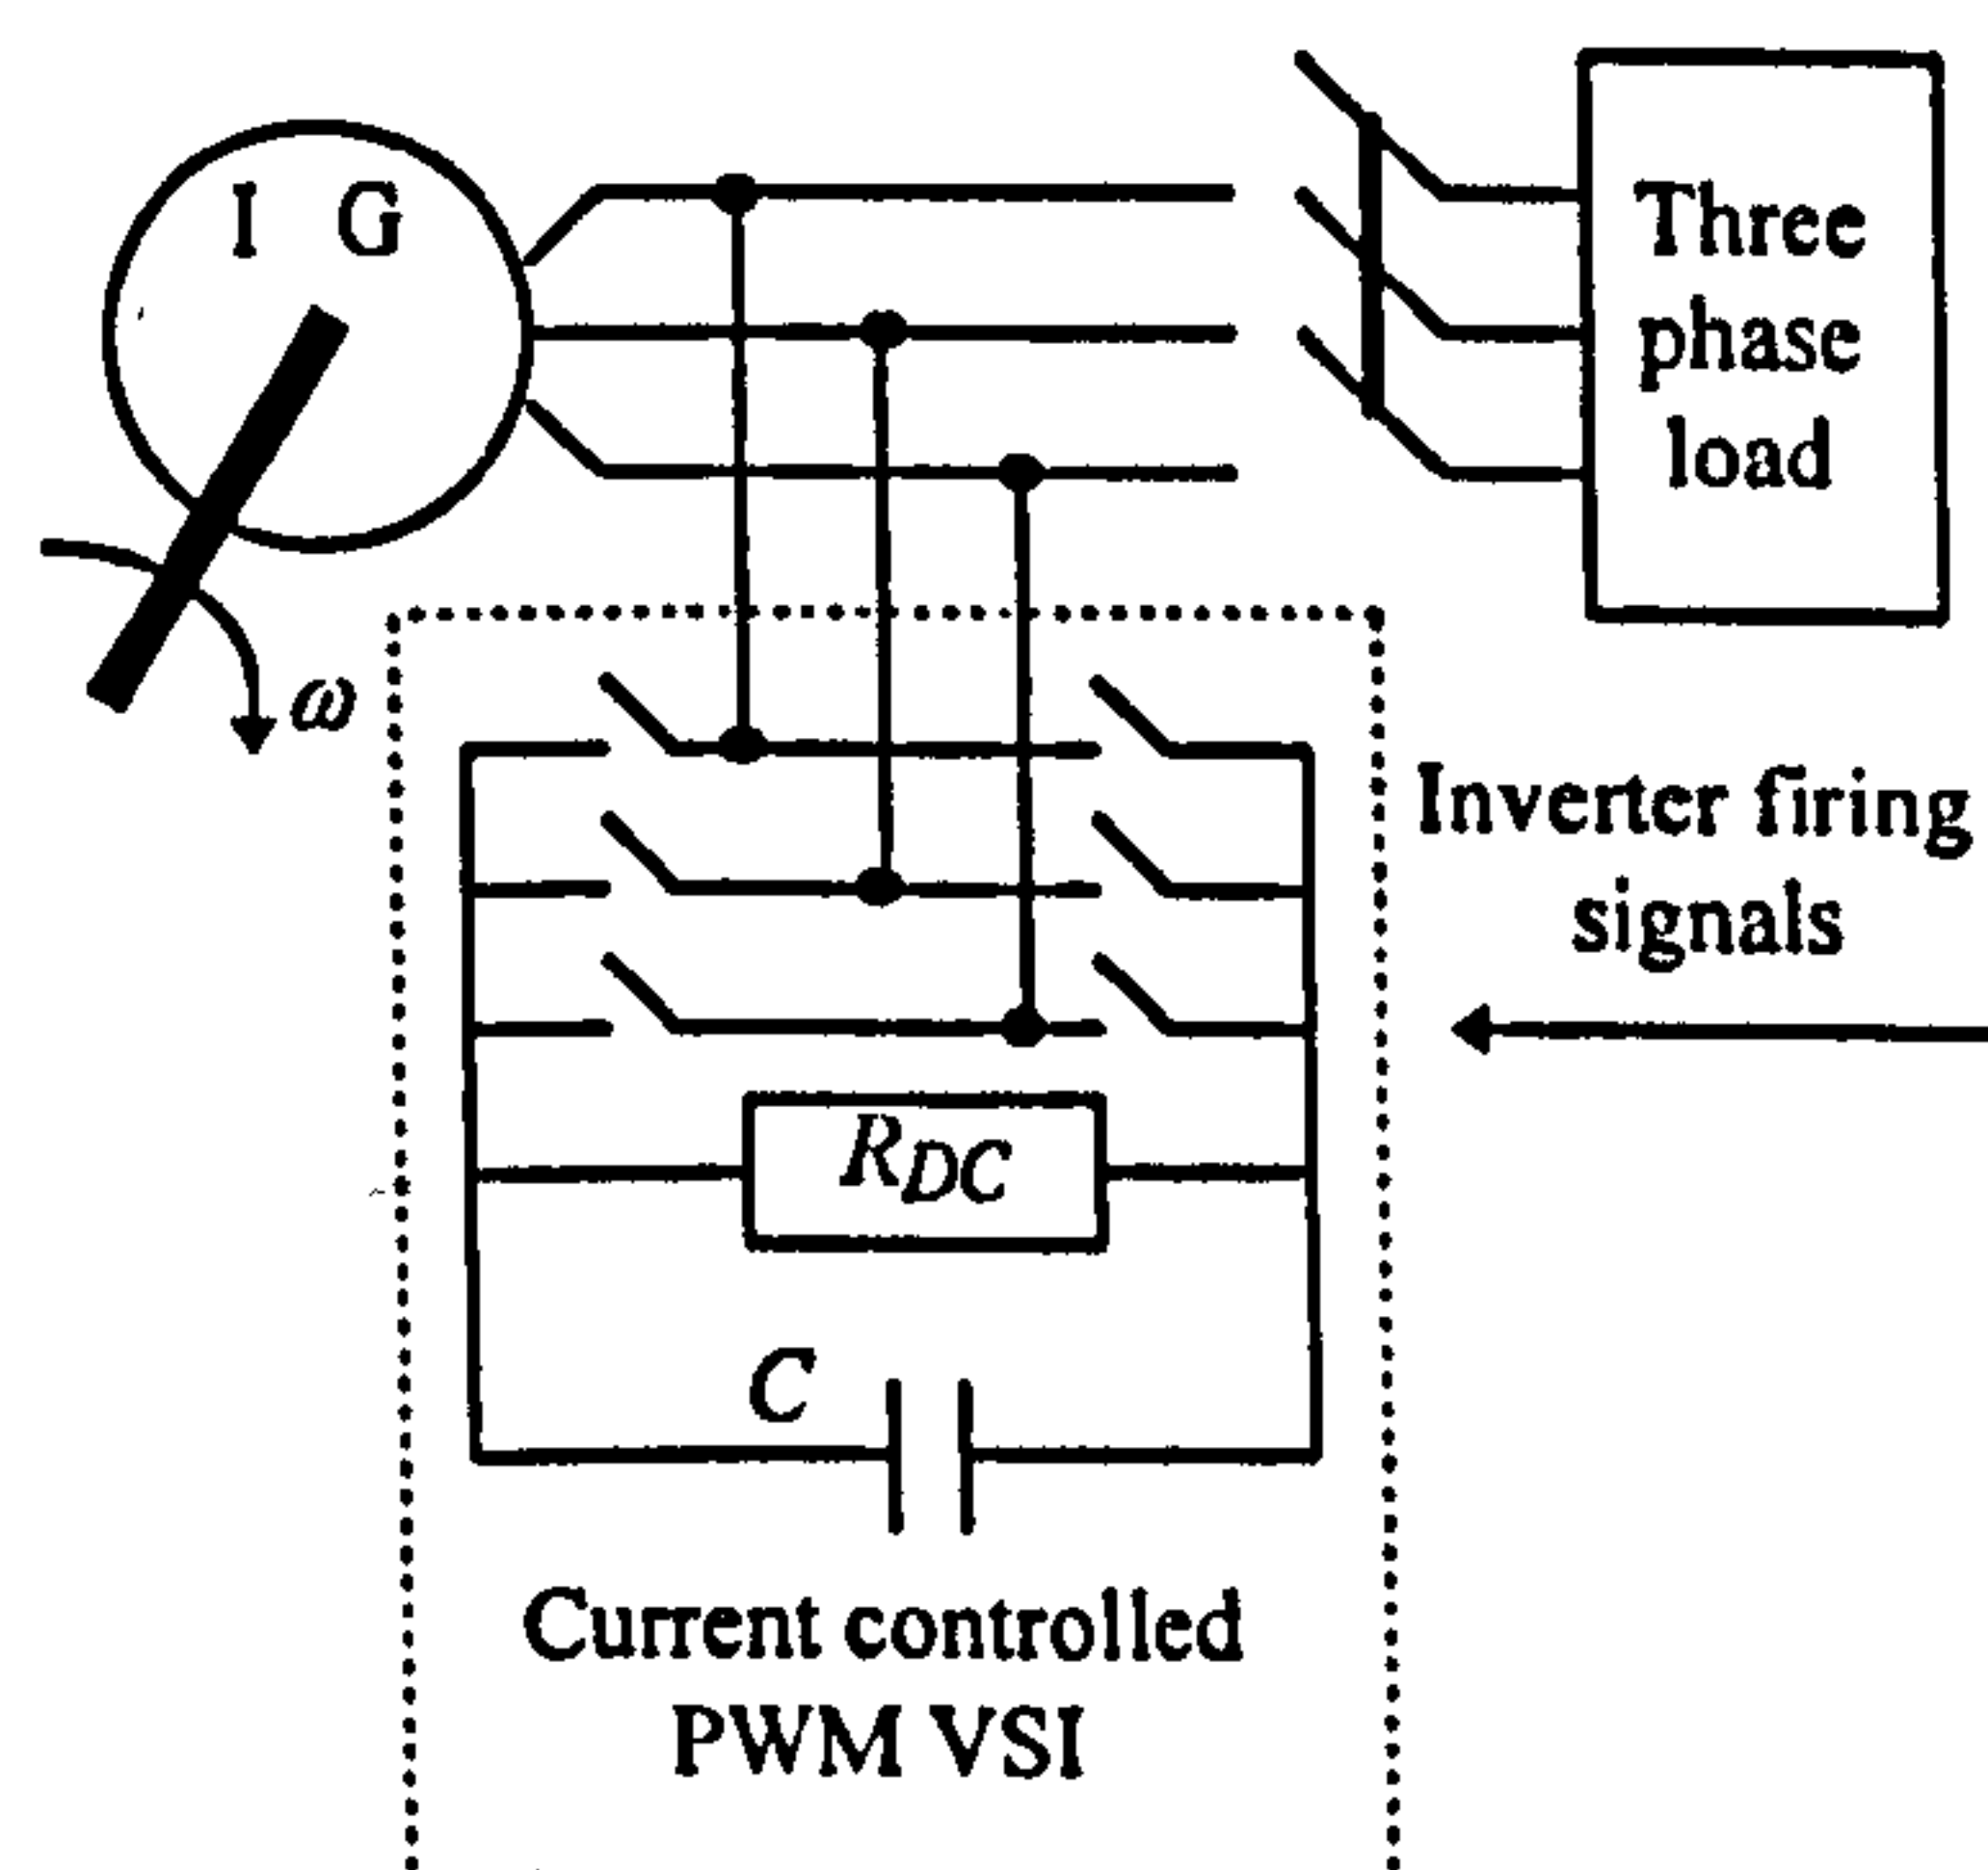 I G
Three
phase
load
ω
Inverter firing
signals
R_DC
C
Current controlled
PWM VSI